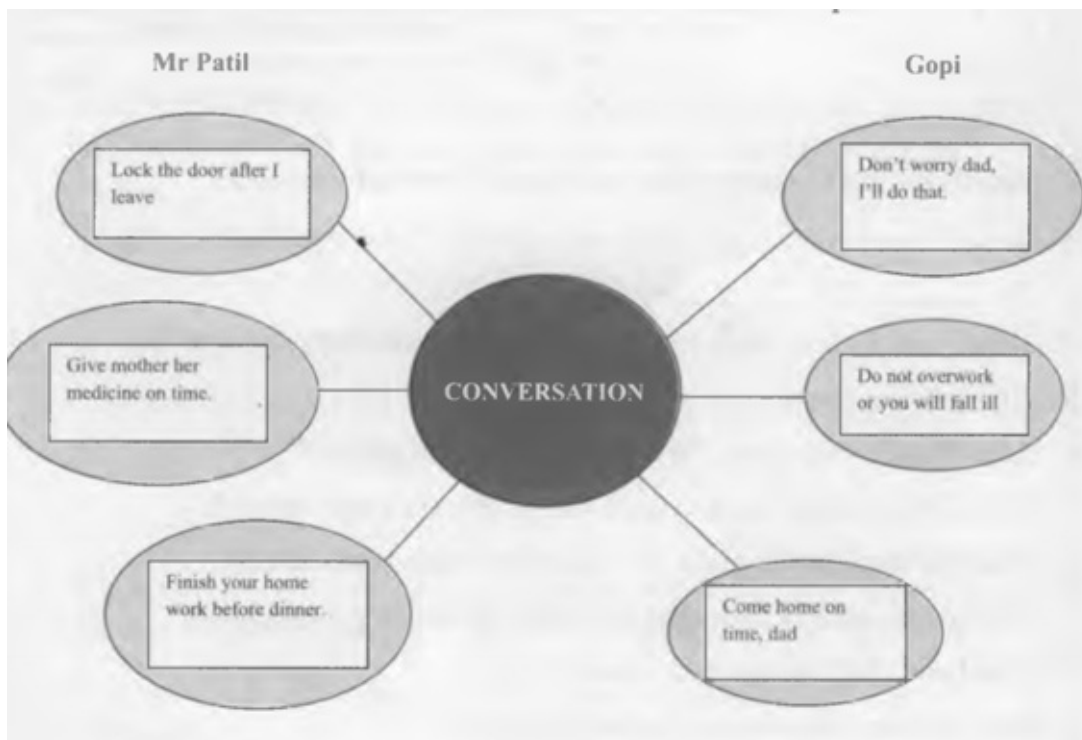 Mr Patil
Gopi
Lock the door after I
leave
Don't worry dad,
I'll do that.
Give mother her
medicine on time.
CONVERSATION
Do not overwork
or you will fall ill
Finish your home
work before dinner.
Come home on
time, dad